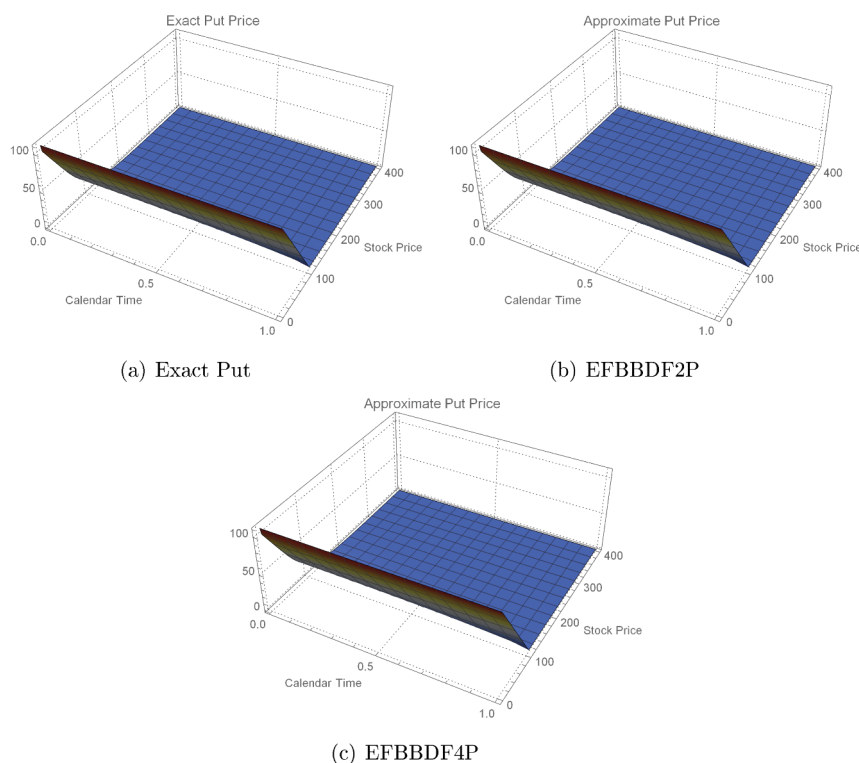 Exact Put Price
100
50
0
0.0
0.5
1.0
Calendar Time
0
100
200
300
400
Stock Price
(a) Exact Put
Approximate Put Price
100
50
0
0.0
0.5
1.0
Calendar Time
0
100
200
300
400
Stock Price
(b) EFBBDF2P
Approximate Put Price
100
50
0
0.0
0.5
1.0
Calendar Time
0
100
200
300
400
Stock Price
(c) EFBBDF4P